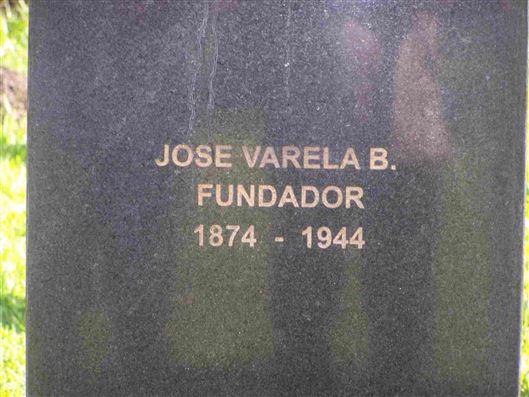 JOSE VARELA B.
FUNDADOR
1874 - 1944